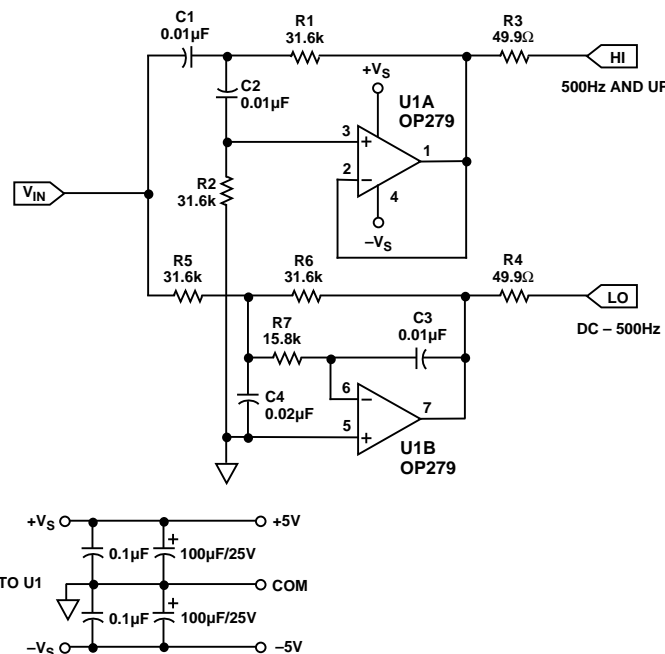 C1
0.01µF
R1
31.6k
R3
49.9Ω
HI
500Hz AND UP
C2
0.01µF
+VS
U1A
OP279
3
+
1
2
–
4
–VS
R2
31.6k
VIN
R5
31.6k
R6
31.6k
R4
49.9Ω
LO
DC – 500Hz
R7
15.8k
C3
0.01µF
C4
0.02µF
6
–
7
5
+
U1B
OP279
+VS
+5V
0.1µF
+
100µF/25V
TO U1
COM
0.1µF
+
100µF/25V
–VS
–5V